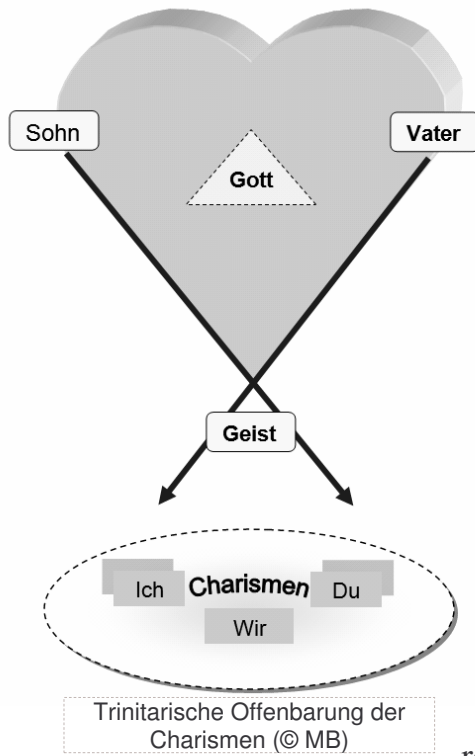 Sohn
Vater
Gott
Geist
Ich
Charismen
Du
Wir
Trinitarische Offenbarung der
Charismen (© MB)